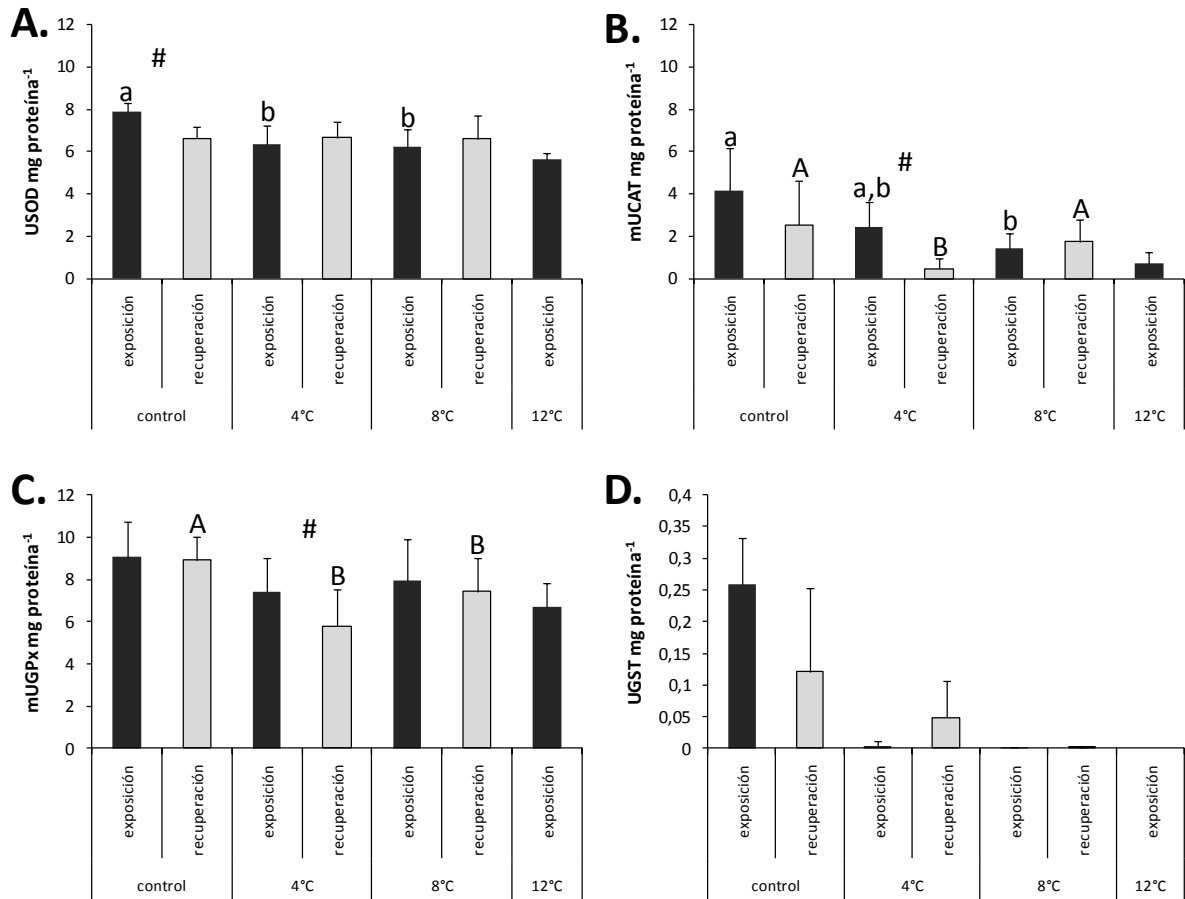 A.
USOD mg proteína-1
12
10
8
6
4
2
0
#
a
b
b
exposición
recuperación
exposición
recuperación
exposición
recuperación
exposición
control
4°C
8°C
12°C
B.
mUCAT mg proteína-1
12
10
8
6
4
2
0
a
A
a,b
#
B
b
A
exposición
recuperación
exposición
recuperación
exposición
recuperación
exposición
control
4°C
8°C
12°C
C.
mUGPx mg proteína-1
12
10
8
6
4
2
0
A
#
B
B
exposición
recuperación
exposición
recuperación
exposición
recuperación
exposición
control
4°C
8°C
12°C
D.
UGST mg proteína-1
0,4
0,35
0,3
0,25
0,2
0,15
0,1
0,05
0
exposición
recuperación
exposición
recuperación
exposición
recuperación
exposición
control
4°C
8°C
12°C